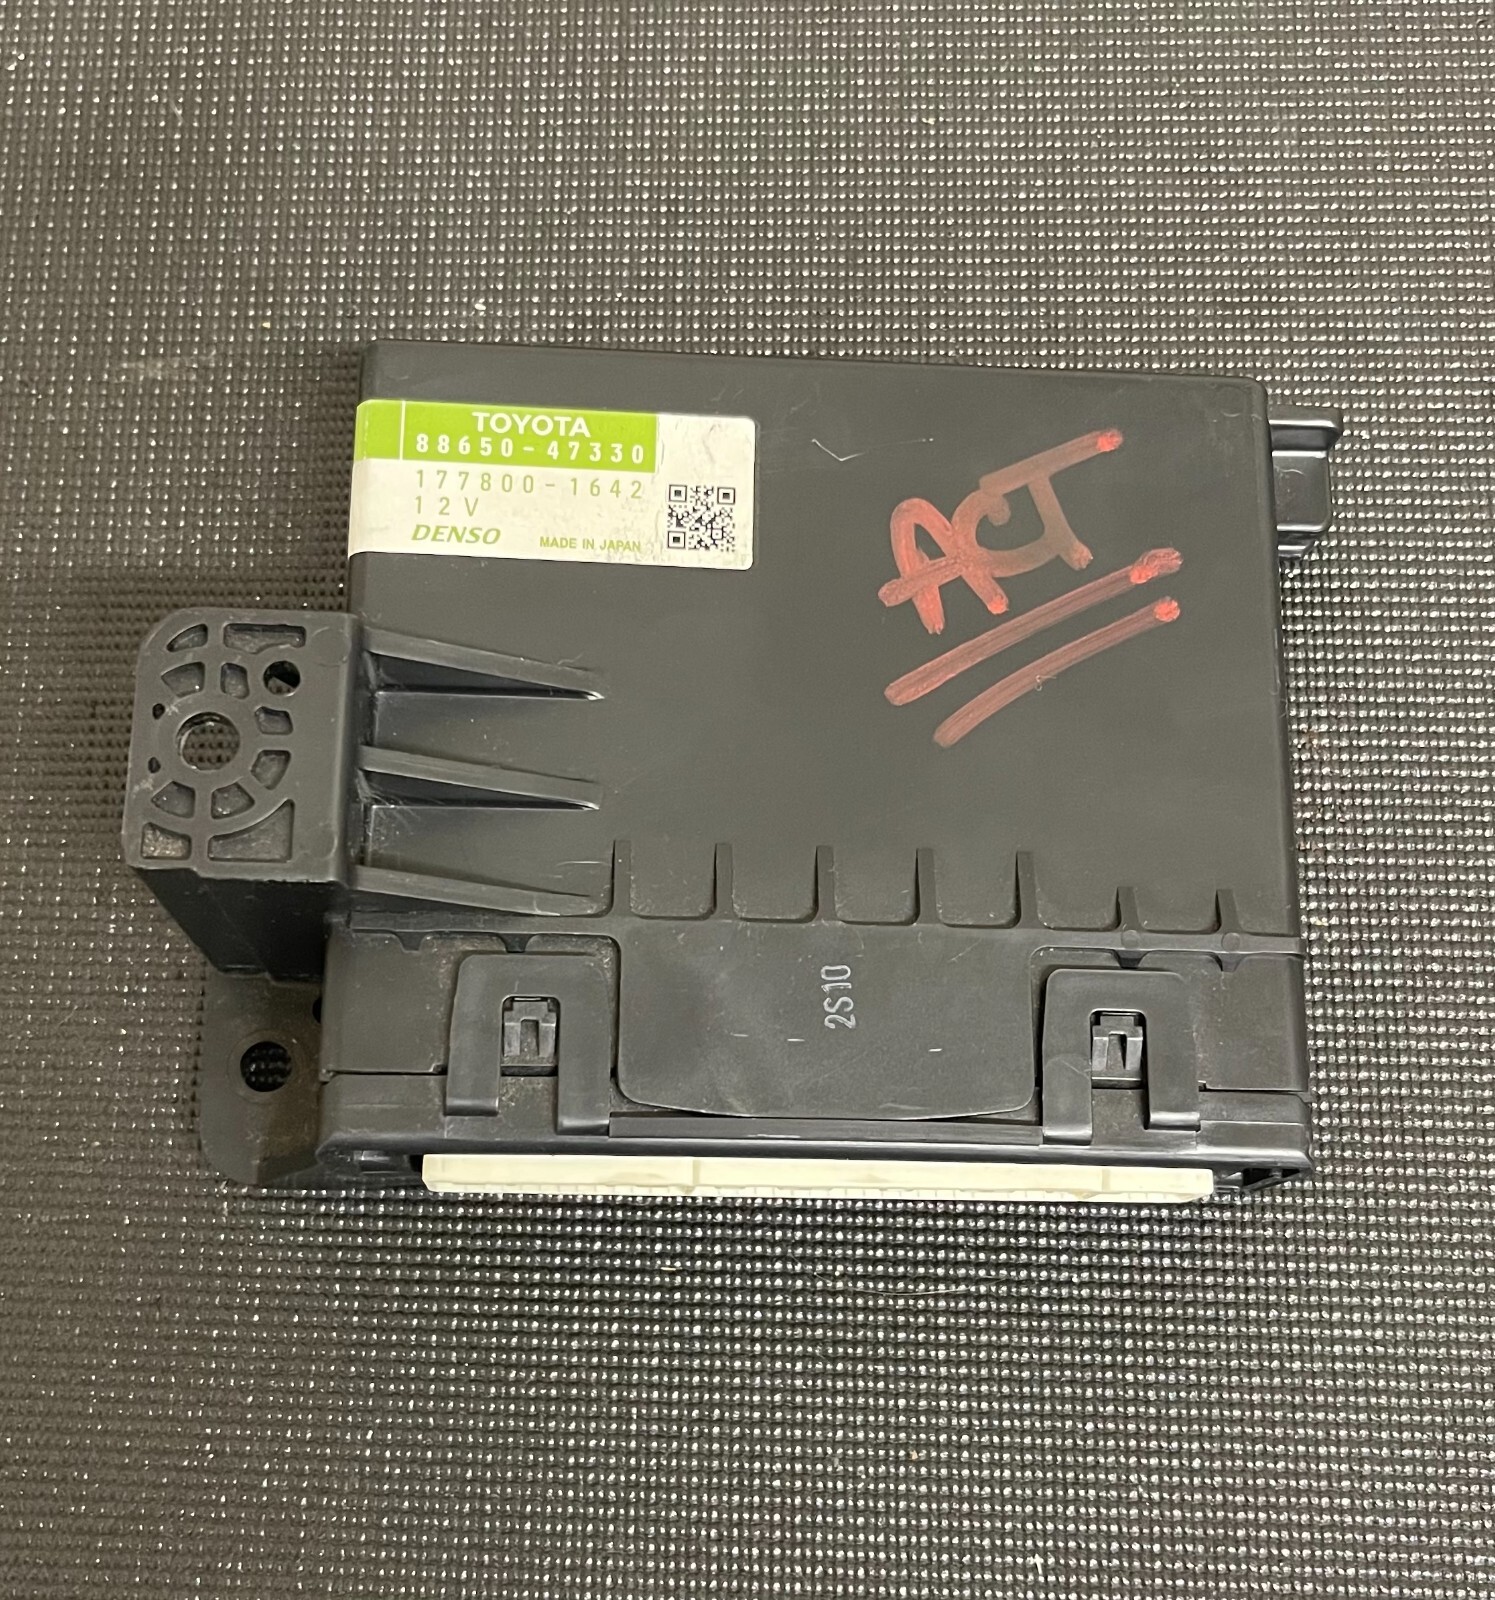 TOYOTA
88650-47330
177800-1642
12V
DENSO MADE IN JAPAN
ACT
2S10